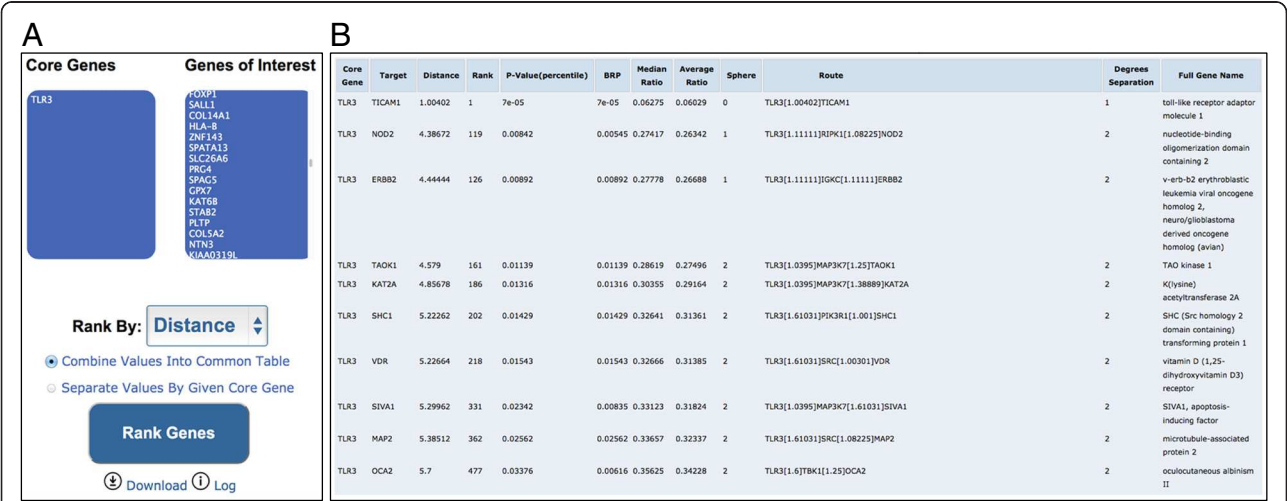 A
Core Genes
Genes of Interest
TLR3
FOXP1
SALL1
COL14A1
HLA-B
ZNF143
SPATA13
SLC26A6
PRG4
SPAG5
GPX7
KAT6B
STAB2
PLTP
COL5A2
NTN3
KIAA0319L
Rank By: Distance
Combine Values Into Common Table
Separate Values By Given Core Gene
Rank Genes
Download Log
B
Core Gene Target Distance Rank P-Value(percentile) BRP Median Ratio Average Ratio Sphere Route Degrees Separation Full Gene Name
TLR3 TICAM1 1.00402 1 7e-05 7e-05 0.06275 0.06029 0 TLR3[1.00402]TICAM1 1 toll-like receptor adaptor
molecule 1
TLR3 NOD2 4.38672 119 0.00842 0.00545 0.27417 0.26342 1 TLR3[1.11111]RIPK1[1.08225]NOD2 2 nucleotide-binding
oligomerization domain
containing 2
TLR3 ERBB2 4.44444 126 0.00892 0.00892 0.27778 0.26688 1 TLR3[1.11111]IGKC[1.11111]ERBB2 2 v-erb-b2 erythroblastic
leukemia viral oncogene
homolog 2,
neuro/glioblastoma
derived oncogene
homolog (avian)
TLR3 TAOK1 4.579 161 0.01139 0.01139 0.28619 0.27496 2 TLR3[1.0395]MAP3K7[1.25]TAOK1 2 TAO kinase 1
TLR3 KAT2A 4.85678 186 0.01316 0.01316 0.30355 0.29164 2 TLR3[1.0395]MAP3K7[1.38889]KAT2A 2 K(lysine)
acetyltransferase 2A
TLR3 SHC1 5.22262 202 0.01429 0.01429 0.32641 0.31361 2 TLR3[1.61031]PIK3R1[1.001]SHC1 2 SHC (Src homology 2
domain containing)
transforming protein 1
TLR3 VDR 5.22664 218 0.01543 0.01543 0.32666 0.31385 2 TLR3[1.61031]SRC[1.00301]VDR 2 vitamin D (1,25-
dihydroxyvitamin D3)
receptor
TLR3 SIVA1 5.29962 331 0.02342 0.00835 0.33123 0.31824 2 TLR3[1.0395]MAP3K7[1.61031]SIVA1 2 SIVA1, apoptosis-
inducing factor
TLR3 MAP2 5.38512 362 0.02562 0.02562 0.33657 0.32337 2 TLR3[1.61031]SRC[1.08225]MAP2 2 microtubule-associated
protein 2
TLR3 OCA2 5.7 477 0.03376 0.00616 0.35625 0.34228 2 TLR3[1.6]TBK1[1.25]OCA2 2 oculocutaneous albinism
II